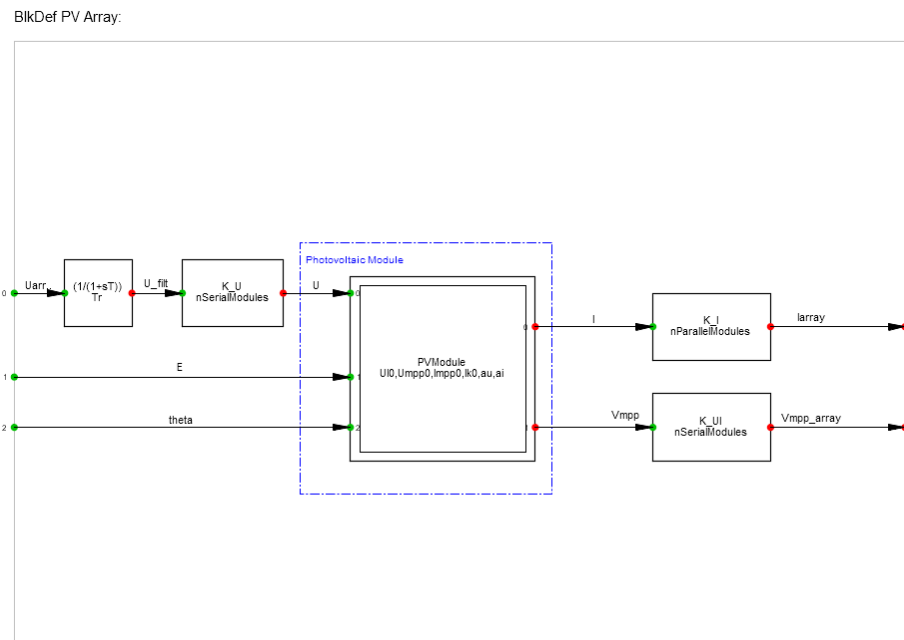 BlkDef PV Array:
Photovoltaic Module
0
Uarr..
(1/(1+sT))
Tr
U_filt
K_U
nSerialModules
U
0
0
I
K_I
nParallelModules
Iarray
1
E
1
PVModule
Ul0,Umpp0,Impp0,Ik0,au,ai
2
theta
2
1
Vmpp
K_UI
nSerialModules
Vmpp_array